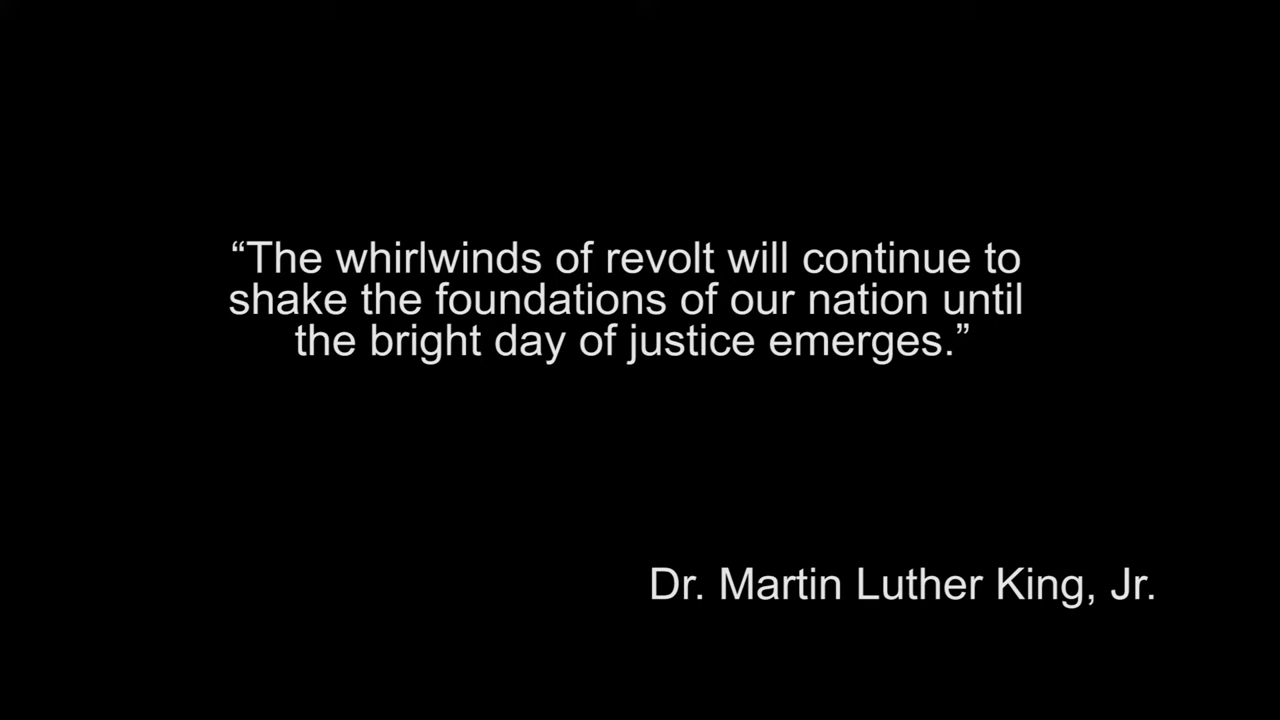 “The whirlwinds of revolt will continue to
shake the foundations of our nation until
the bright day of justice emerges.”
Dr. Martin Luther King, Jr.